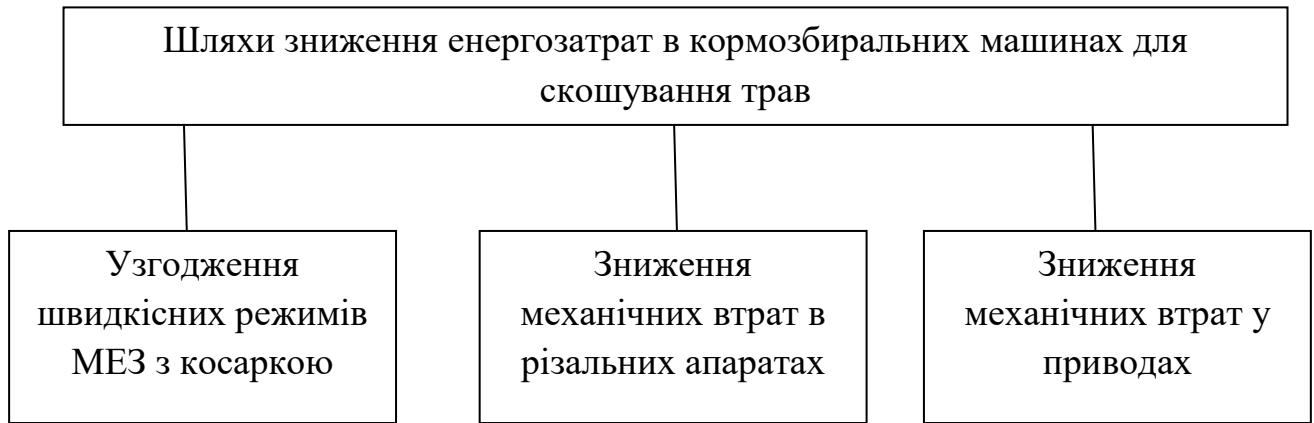 Шляхи зниження енергозатрат в кормозбиральних машинах для
скошування трав
Узгодження
швидкісних режимів
МЕЗ з косаркою
Зниження
механічних втрат в
різальних апаратах
Зниження
механічних втрат у
приводах